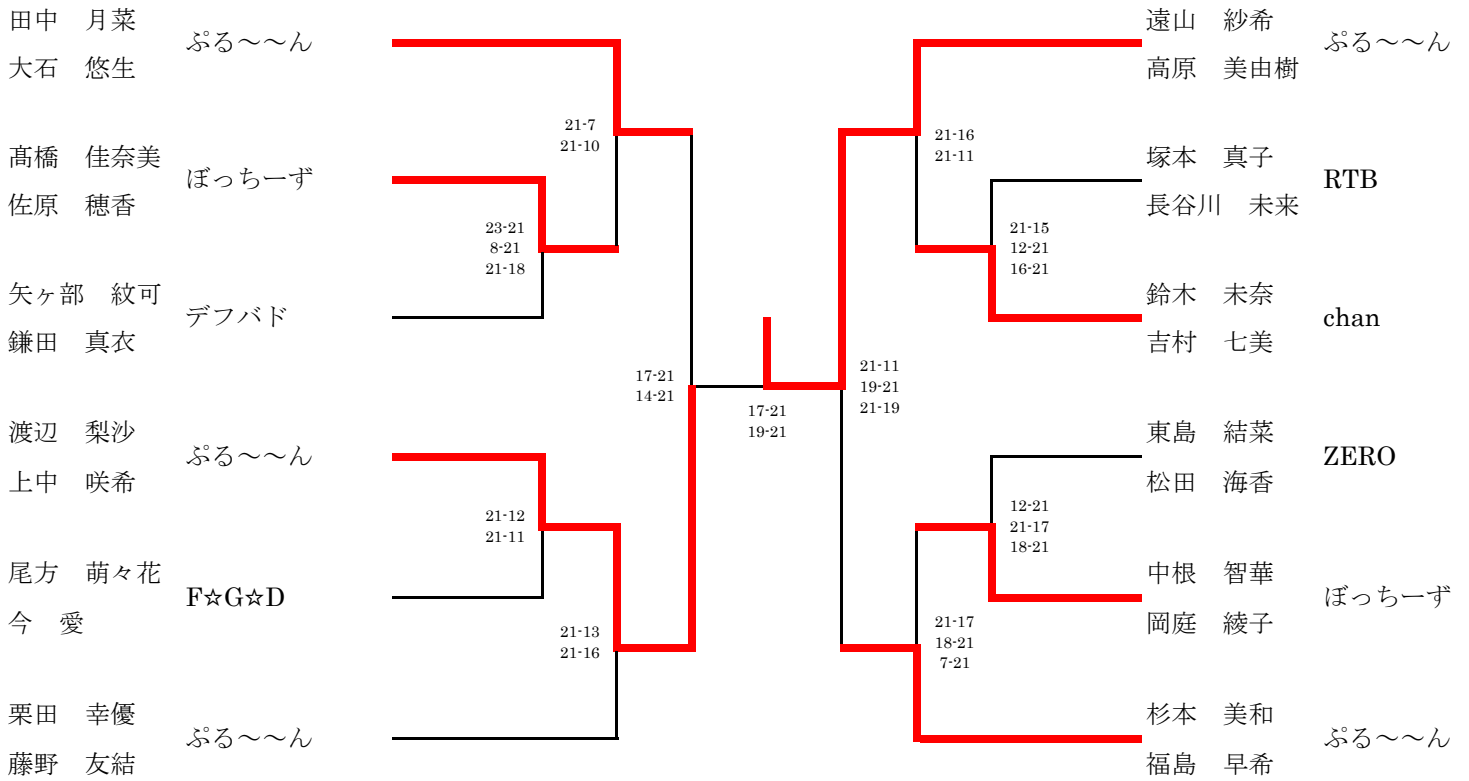 田中　月菜
大石　悠生
ぷる～～ん
髙橋　佳奈美
佐原　穂香
ぼっちーず
矢ヶ部　紋可
鎌田　真衣
デフバド
渡辺　梨沙
上中　咲希
ぷる～～ん
尾方　萌々花
今　愛
F☆G☆D
栗田　幸優
藤野　友結
ぷる～～ん
21-7
21-10
23-21
8-21
21-18
17-21
14-21
21-12
21-11
21-13
21-16
17-21
19-21
21-11
19-21
21-19
21-16
21-11
21-15
12-21
16-21
12-21
21-17
18-21
21-17
18-21
7-21
遠山　紗希
高原　美由樹
ぷる～～ん
塚本　真子
長谷川　未来
RTB
鈴木　未奈
吉村　七美
chan
東島　結菜
松田　海香
ZERO
中根　智華
岡庭　綾子
ぼっちーず
杉本　美和
福島　早希
ぷる～～ん